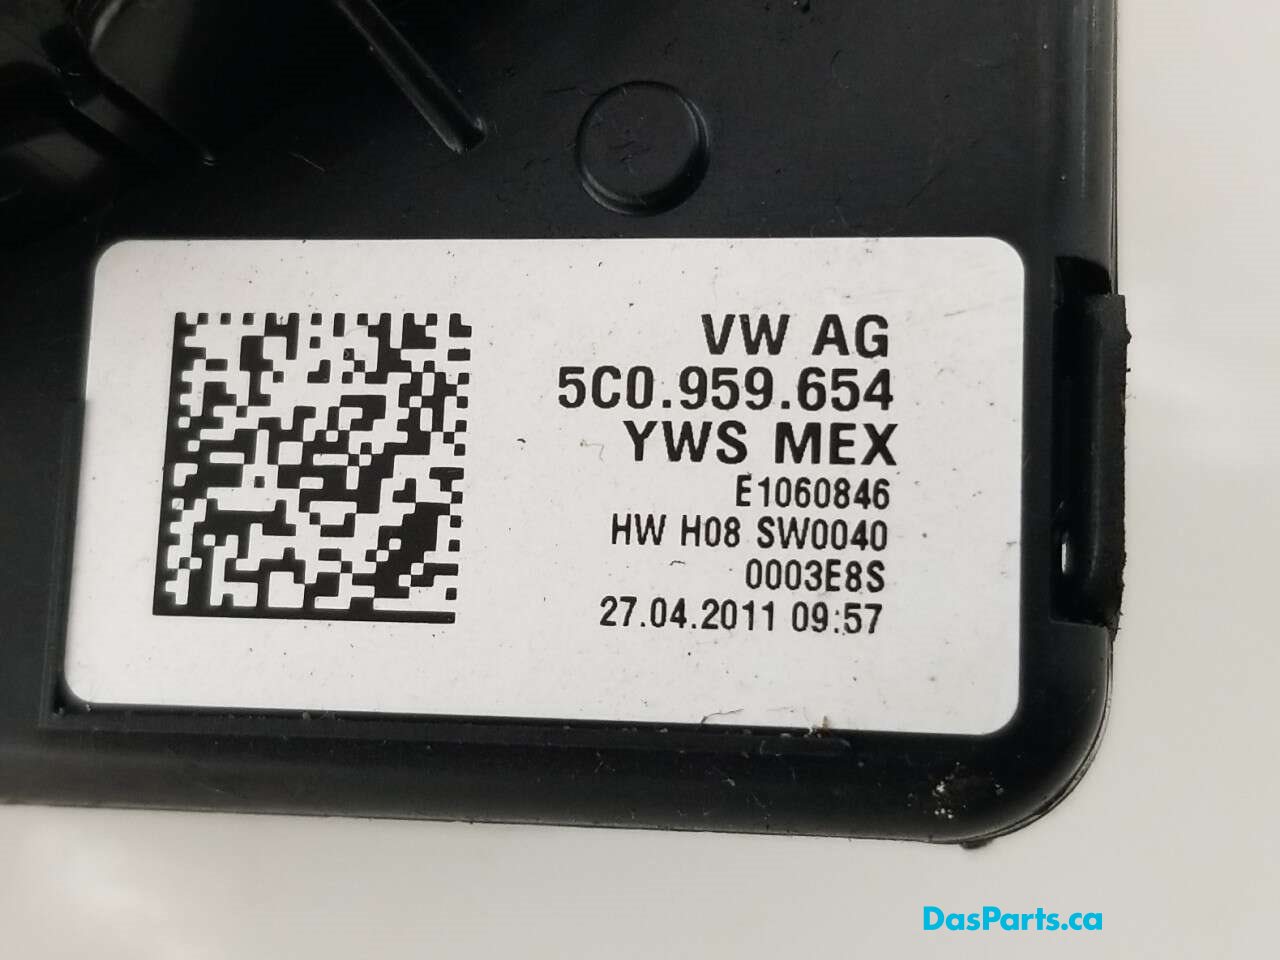 VW AG
5C0.959.654
YWS MEX
E1060846
HW H08 SW0040
0003E8S
27.04.2011 09:57
DasParts.ca